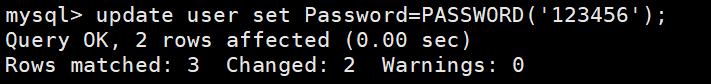 mysql> update user set Password=PASSWORD('123456');
Query OK, 2 rows affected (0.00 sec)
Rows matched: 3  Changed: 2  Warnings: 0